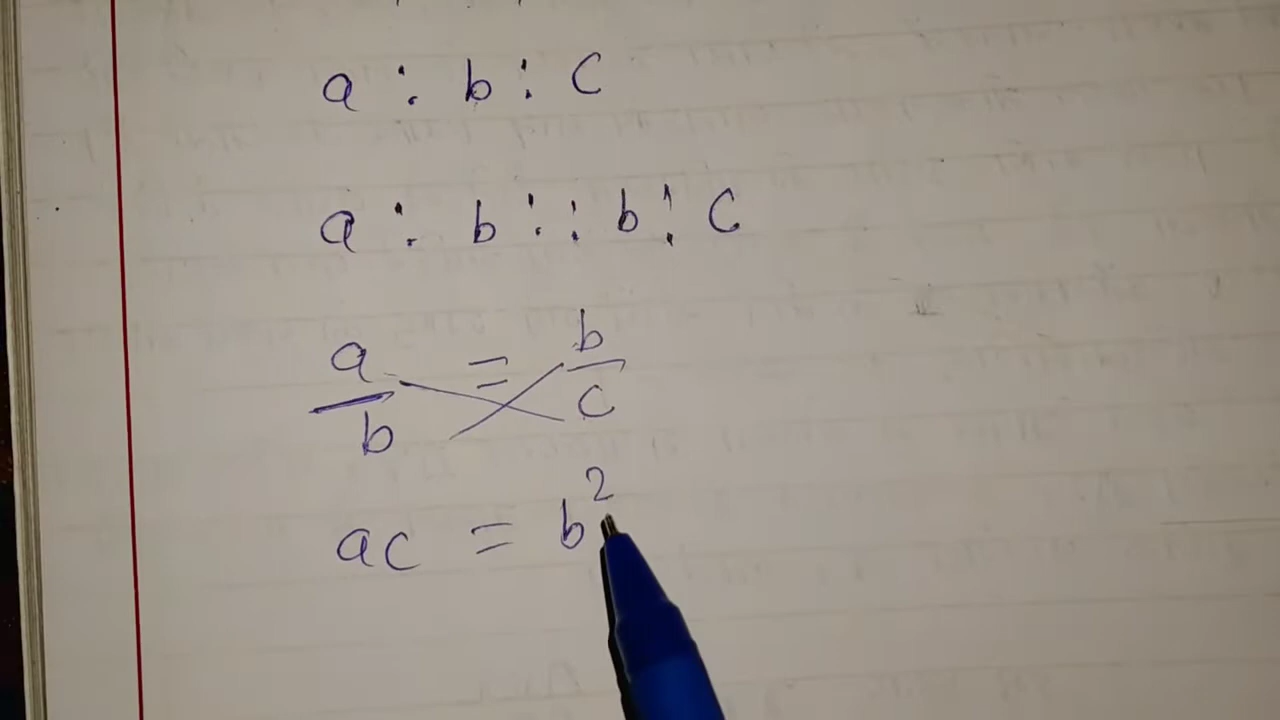 a : b : c
a : b :: b : c
a/b = b/c
ac = b²